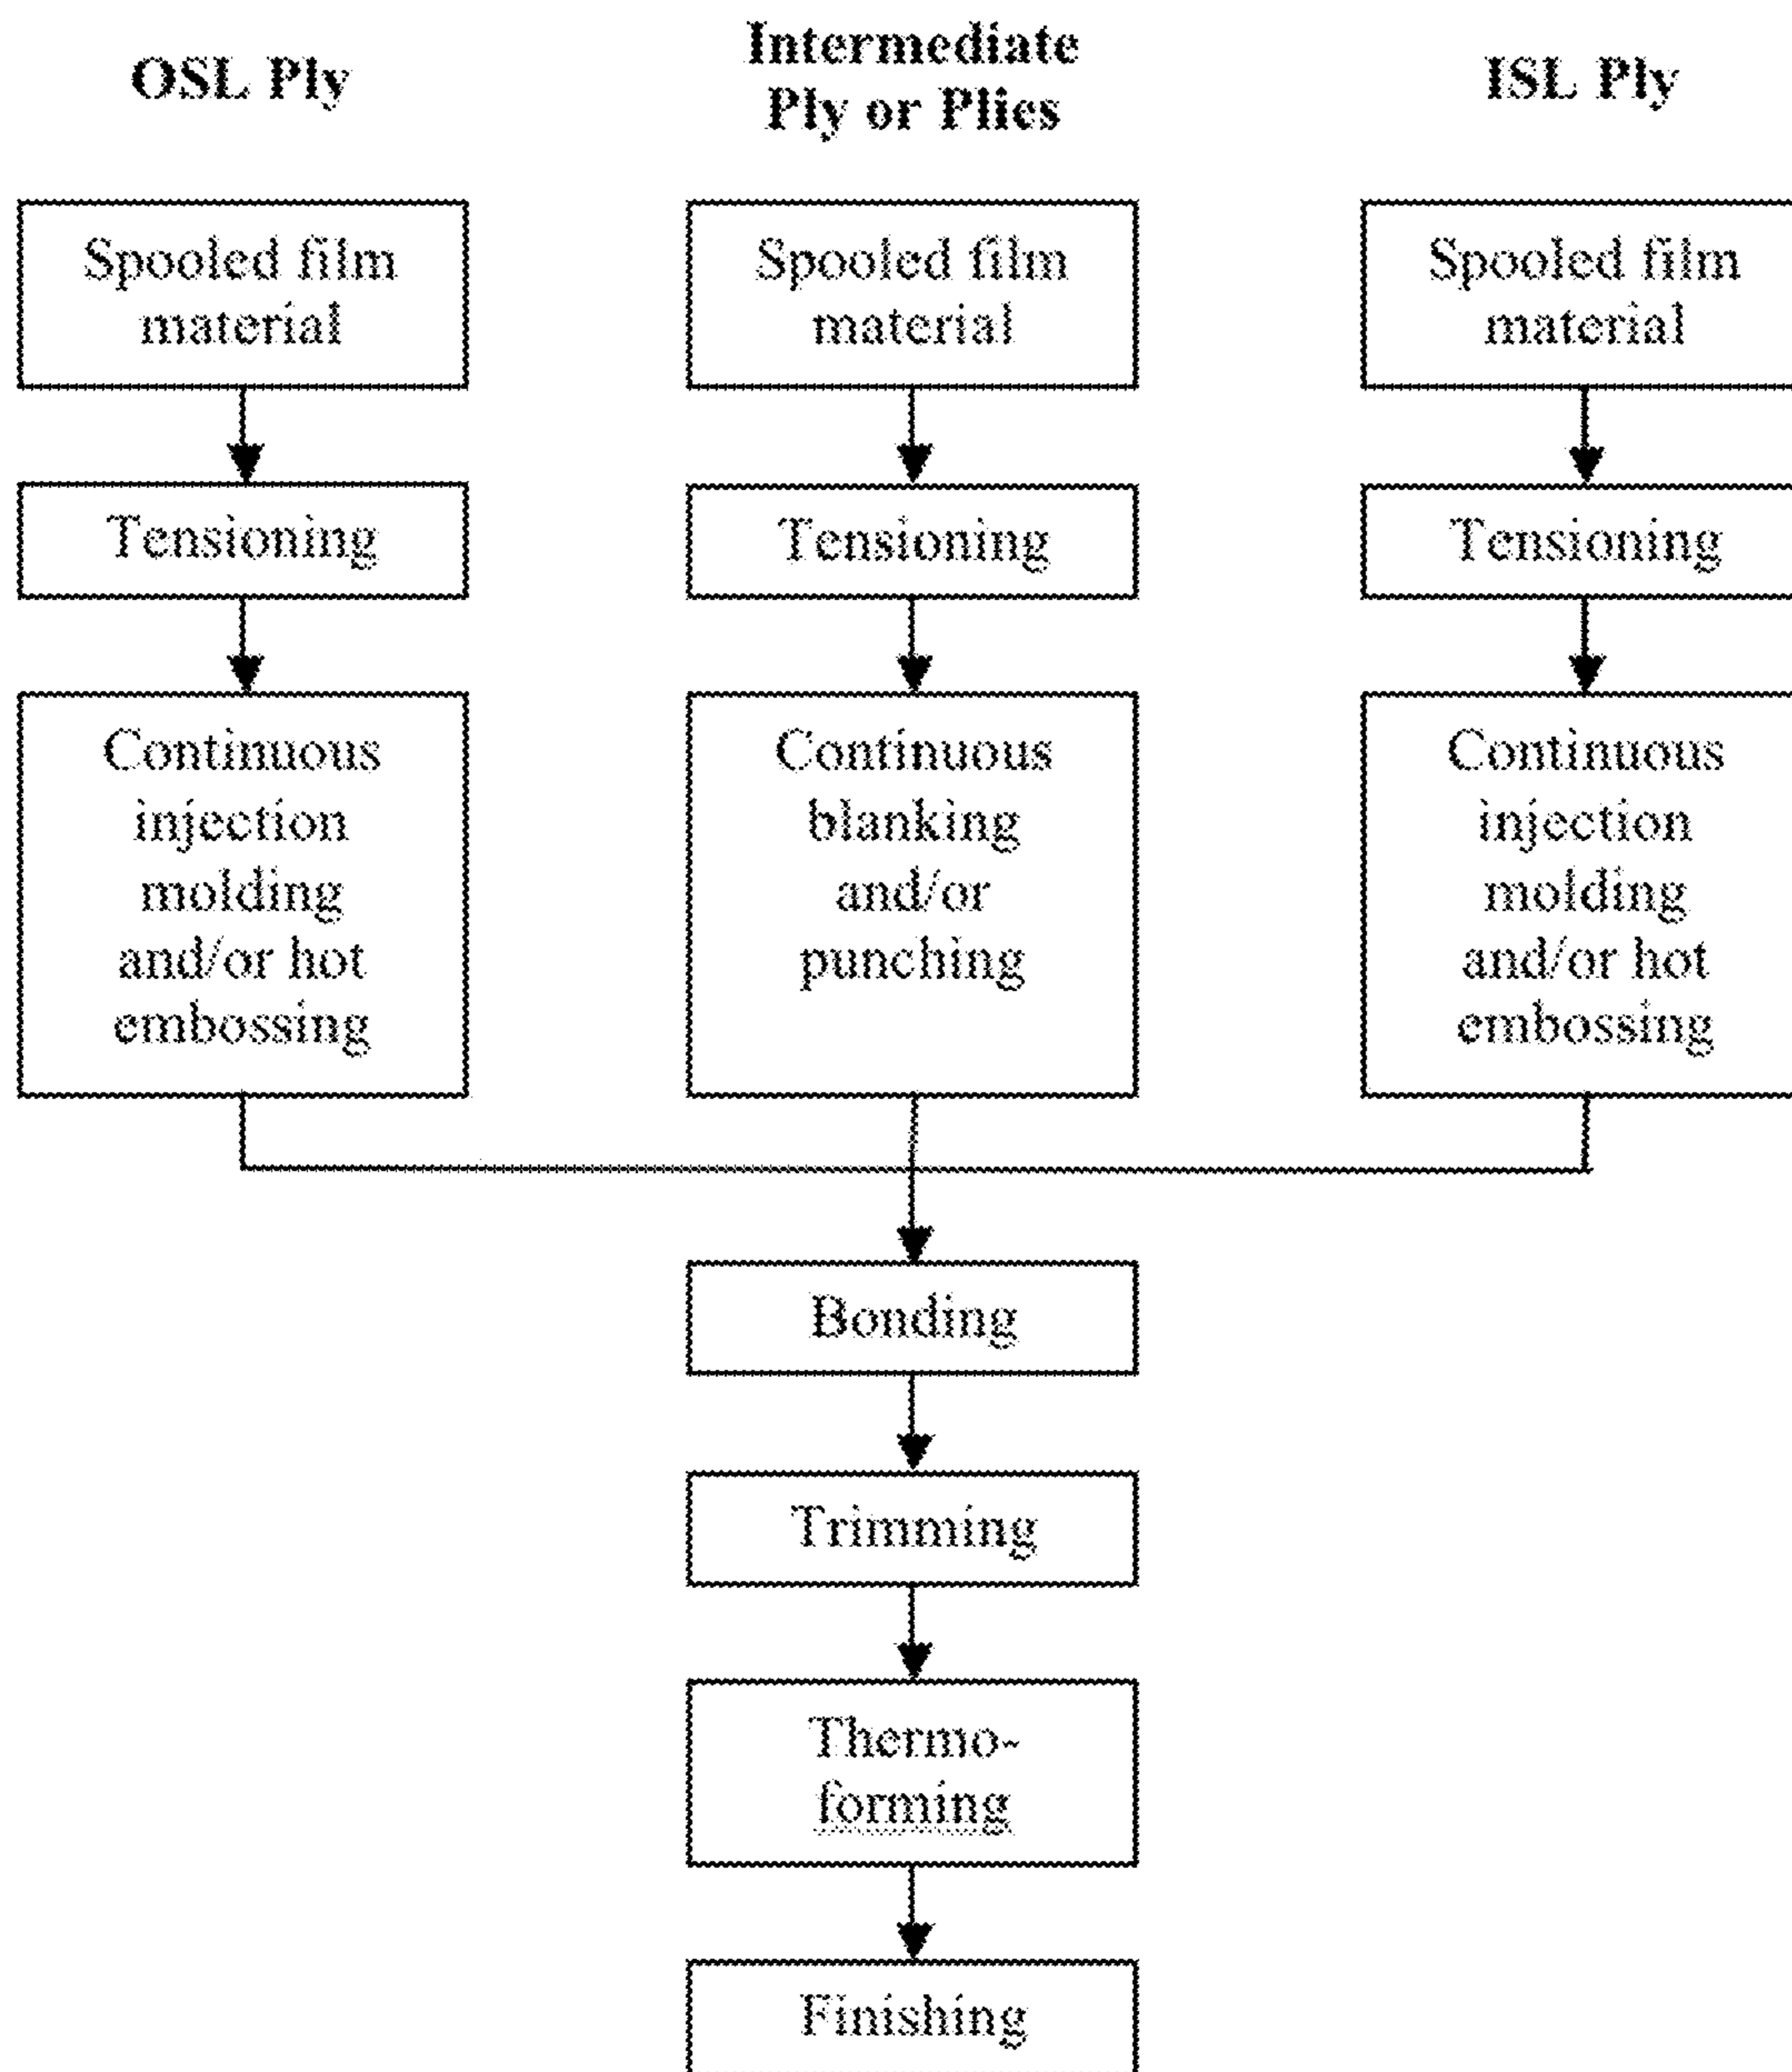 OSL Ply
Intermediate
Ply or Plies
ISL Ply
Spooled film
material
Spooled film
material
Spooled film
material
Tensioning
Tensioning
Tensioning
Continuous
injection
molding
and/or hot
embossing
Continuous
blanking
and/or
punching
Continuous
injection
molding
and/or hot
embossing
Bonding
Trimming
Thermo-
forming
Finishing